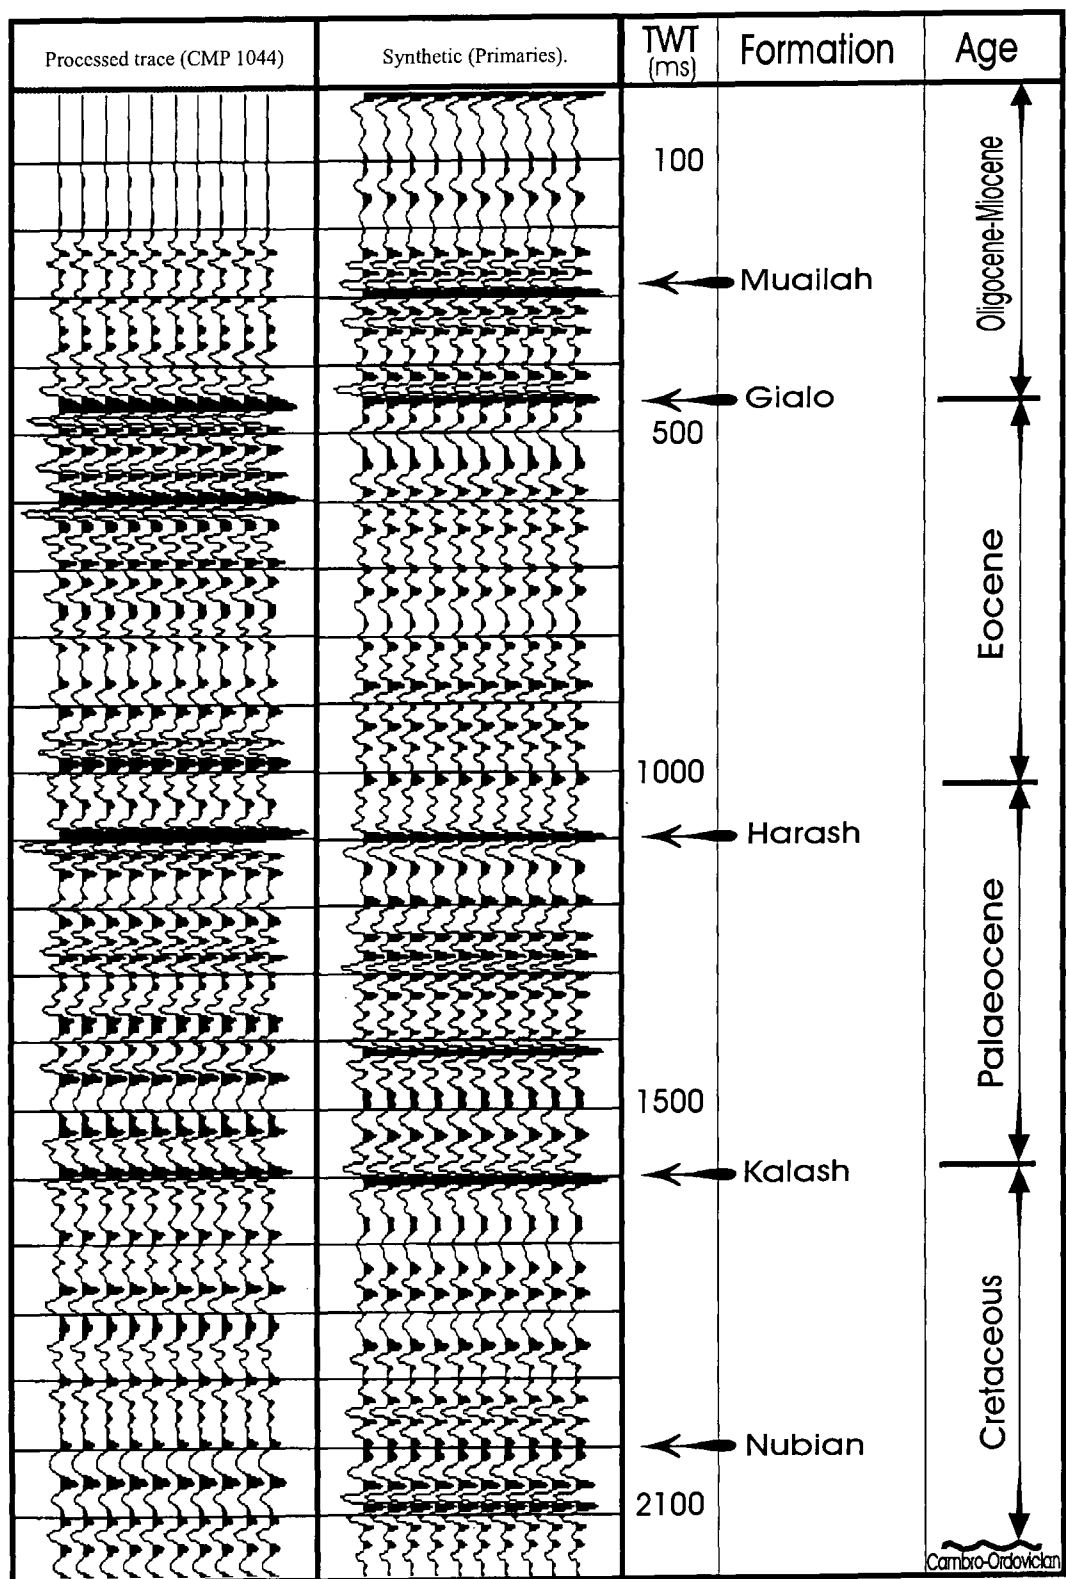 Processed trace (CMP 1044)
Synthetic (Primaries).
TWT
(ms)
Formation
Age
100
Muailah
Oligocene-Miocene
Gialo
500
Eocene
1000
Harash
Palaeocene
1500
Kalash
Cretaceous
Nubian
2100
Cambro-Ordovician